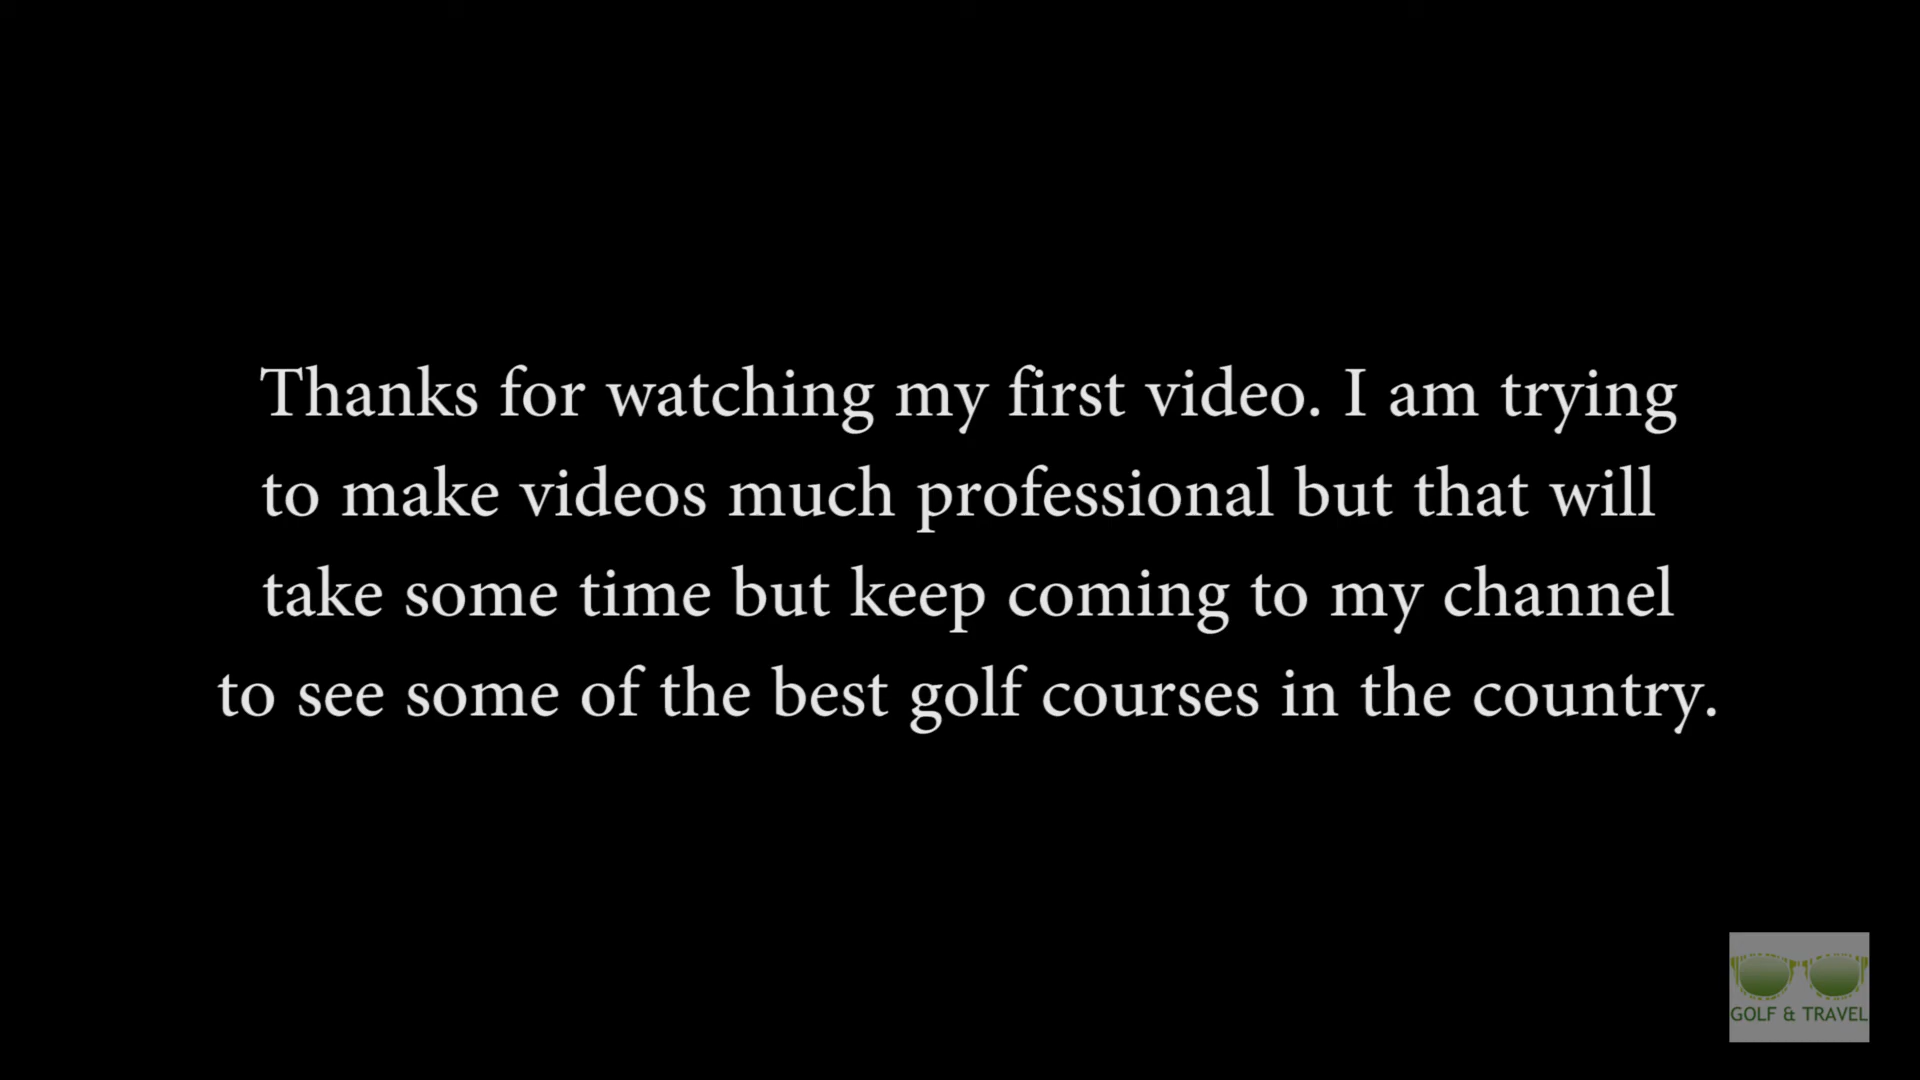 Thanks for watching my first video. I am trying
to make videos much professional but that will
take some time but keep coming to my channel
to see some of the best golf courses in the country.
GOLF & TRAVEL